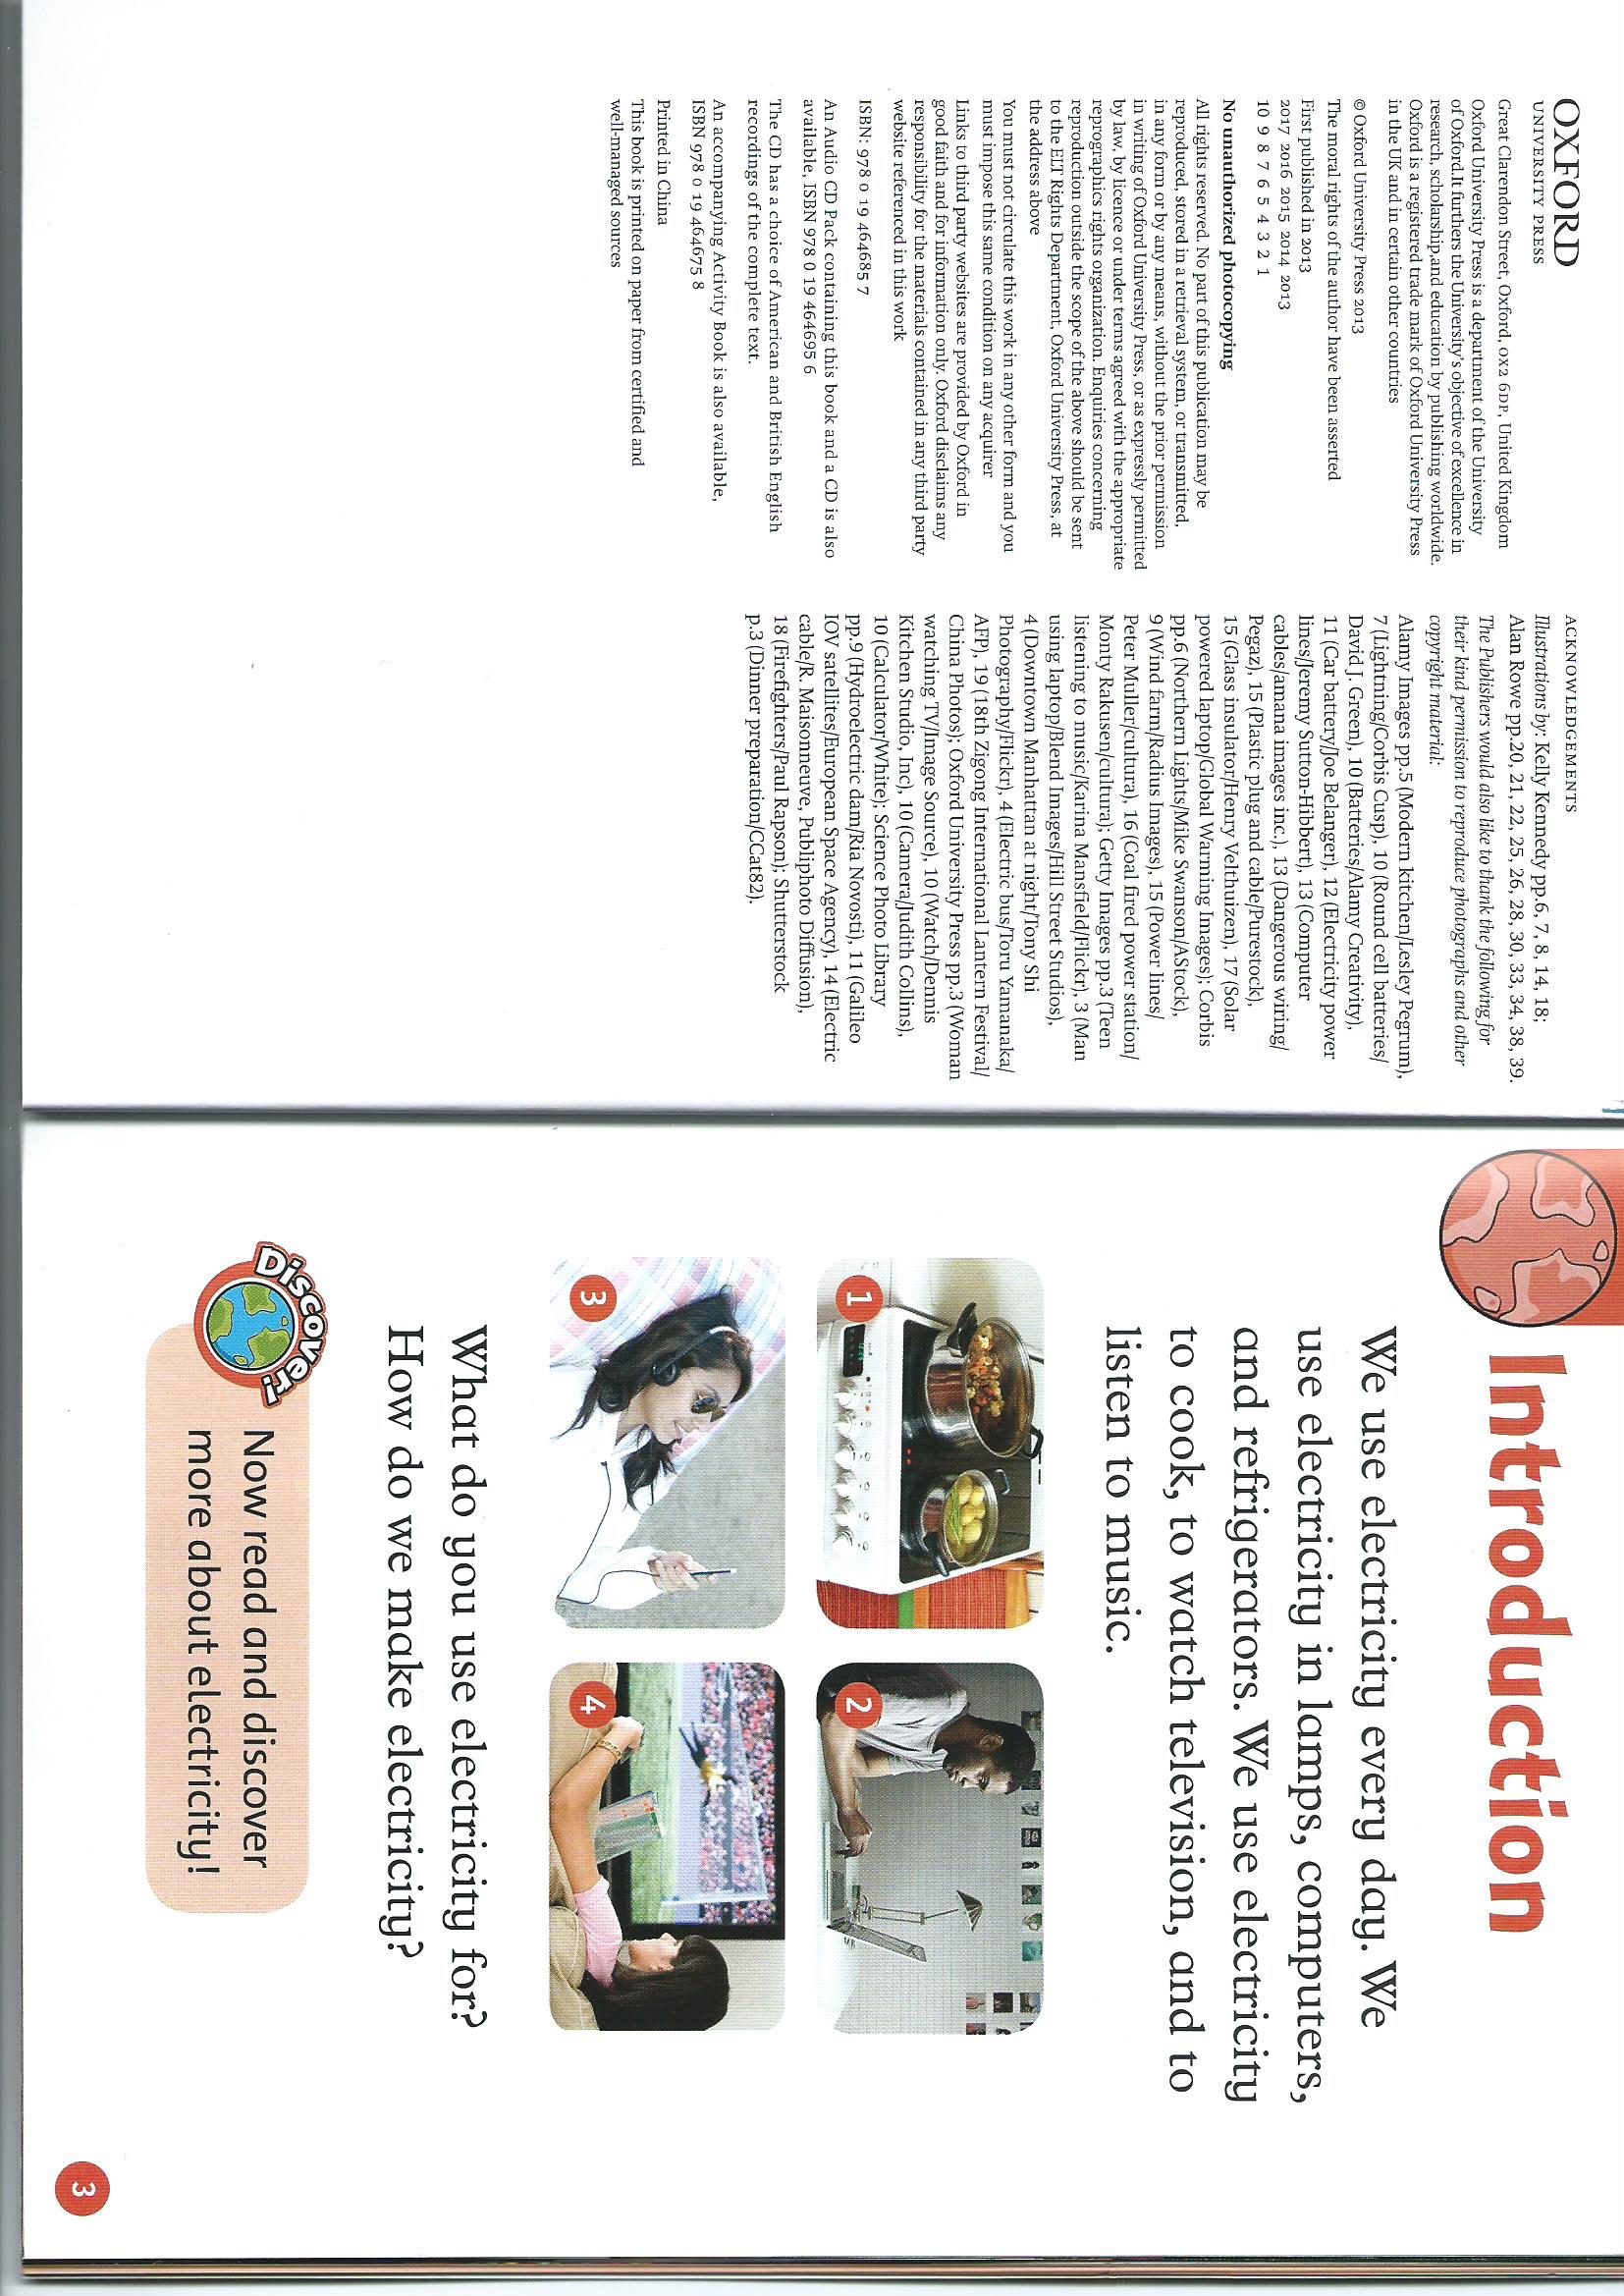 OXFORD
UNIVERSITY PRESS
Great Clarendon Street, Oxford, OX2 6DP, United Kingdom
Oxford University Press is a department of the University
of Oxford.It furthers the University's objective of excellence in
research, scholarship,and education by publishing worldwide.
Oxford is a registered trade mark of Oxford University Press
in the UK and in certain other countries
© Oxford University Press 2013
The moral rights of the author have been asserted
First published in 2013
2017 2016 2015 2014 2013
10 9 8 7 6 5 4 3 2 1
No unauthorized photocopying
All rights reserved. No part of this publication may be
reproduced, stored in a retrieval system, or transmitted,
in any form or by any means, without the prior permission
in writing of Oxford University Press, or as expressly permitted
by law, by licence or under terms agreed with the appropriate
reprographics rights organization. Enquiries concerning
reproduction outside the scope of the above should be sent
to the ELT Rights Department, Oxford University Press, at
the address above
You must not circulate this work in any other form and you
must impose this same condition on any acquirer
Links to third party websites are provided by Oxford in
good faith and for information only. Oxford disclaims any
responsibility for the materials contained in any third party
website referenced in this work
ISBN: 978 0 19 464685 7
An Audio CD Pack containing this book and a CD is also
available, ISBN 978 0 19 464695 6
The CD has a choice of American and British English
recordings of the complete text.
An accompanying Activity Book is also available,
ISBN 978 0 19 464675 8
Printed in China
This book is printed on paper from certified and
well-managed sources
ACKNOWLEDGEMENTS
Illustrations by: Kelly Kennedy pp.6, 7, 8, 14, 18;
Alan Rowe pp.20, 21, 22, 25, 26, 28, 30, 33, 34, 38, 39.
The Publishers would also like to thank the following for
their kind permission to reproduce photographs and other
copyright material:
Alamy Images pp.5 (Modern kitchen/Lesley Pegrum),
7 (Lightning/Corbis Cusp), 10 (Round cell batteries/
David J. Green), 10 (Batteries/Alamy Creativity),
11 (Car battery/Joe Belanger), 12 (Electricity power
lines/Jeremy Sutton-Hibbert), 13 (Computer
cables/amana images inc.), 13 (Dangerous wiring/
Pegaz), 15 (Plastic plug and cable/Purestock),
15 (Glass insulator/Henry Velthuizen), 17 (Solar
powered laptop/Global Warming Images); Corbis
pp.6 (Northern Lights/Mike Swanson/AStock),
9 (Wind farm/Radius Images), 15 (Power lines/
Peter Muller/cultura), 16 (Coal fired power station/
Monty Rakusen/cultura); Getty Images pp.3 (Teen
listening to music/Karina Mansfield/Flickr), 3 (Man
using laptop/Blend Images/Hill Street Studios),
4 (Downtown Manhattan at night/Tony Shi
Photography/Flickr), 4 (Electric bus/Toru Yamanaka/
AFP), 19 (18th Zigong International Lantern Festival/
China Photos); Oxford University Press pp.3 (Woman
watching TV/Image Source), 10 (Watch/Dennis
Kitchen Studio, Inc), 10 (Camera/Judith Collins),
10 (Calculator/White); Science Photo Library
pp.9 (Hydroelectric dam/Ria Novosti), 11 (Galileo
IOV satellites/European Space Agency), 14 (Electric
cable/R. Maisonneuve, Publiphoto Diffusion),
18 (Firefighters/Paul Rapson); Shutterstock
p.3 (Dinner preparation/CCat82).
Introduction
We use electricity every day. We
use electricity in lamps, computers,
and refrigerators. We use electricity
to cook, to watch television, and to
listen to music.
1
2
3
4
What do you use electricity for?
How do we make electricity?
Discover!
Now read and discover
more about electricity!
3